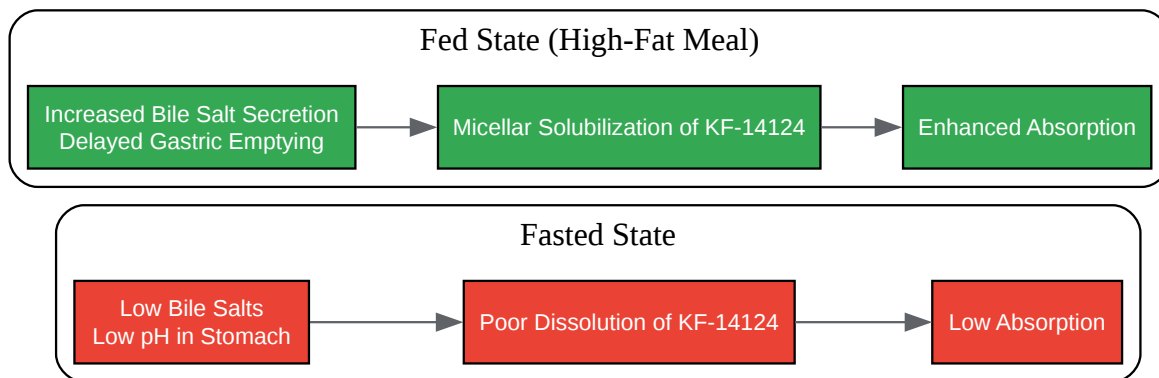 Fed State (High-Fat Meal)
Increased Bile Salt Secretion
Delayed Gastric Emptying
Micellar Solubilization of KF-14124
Enhanced Absorption
Fasted State
Low Bile Salts
Low pH in Stomach
Poor Dissolution of KF-14124
Low Absorption